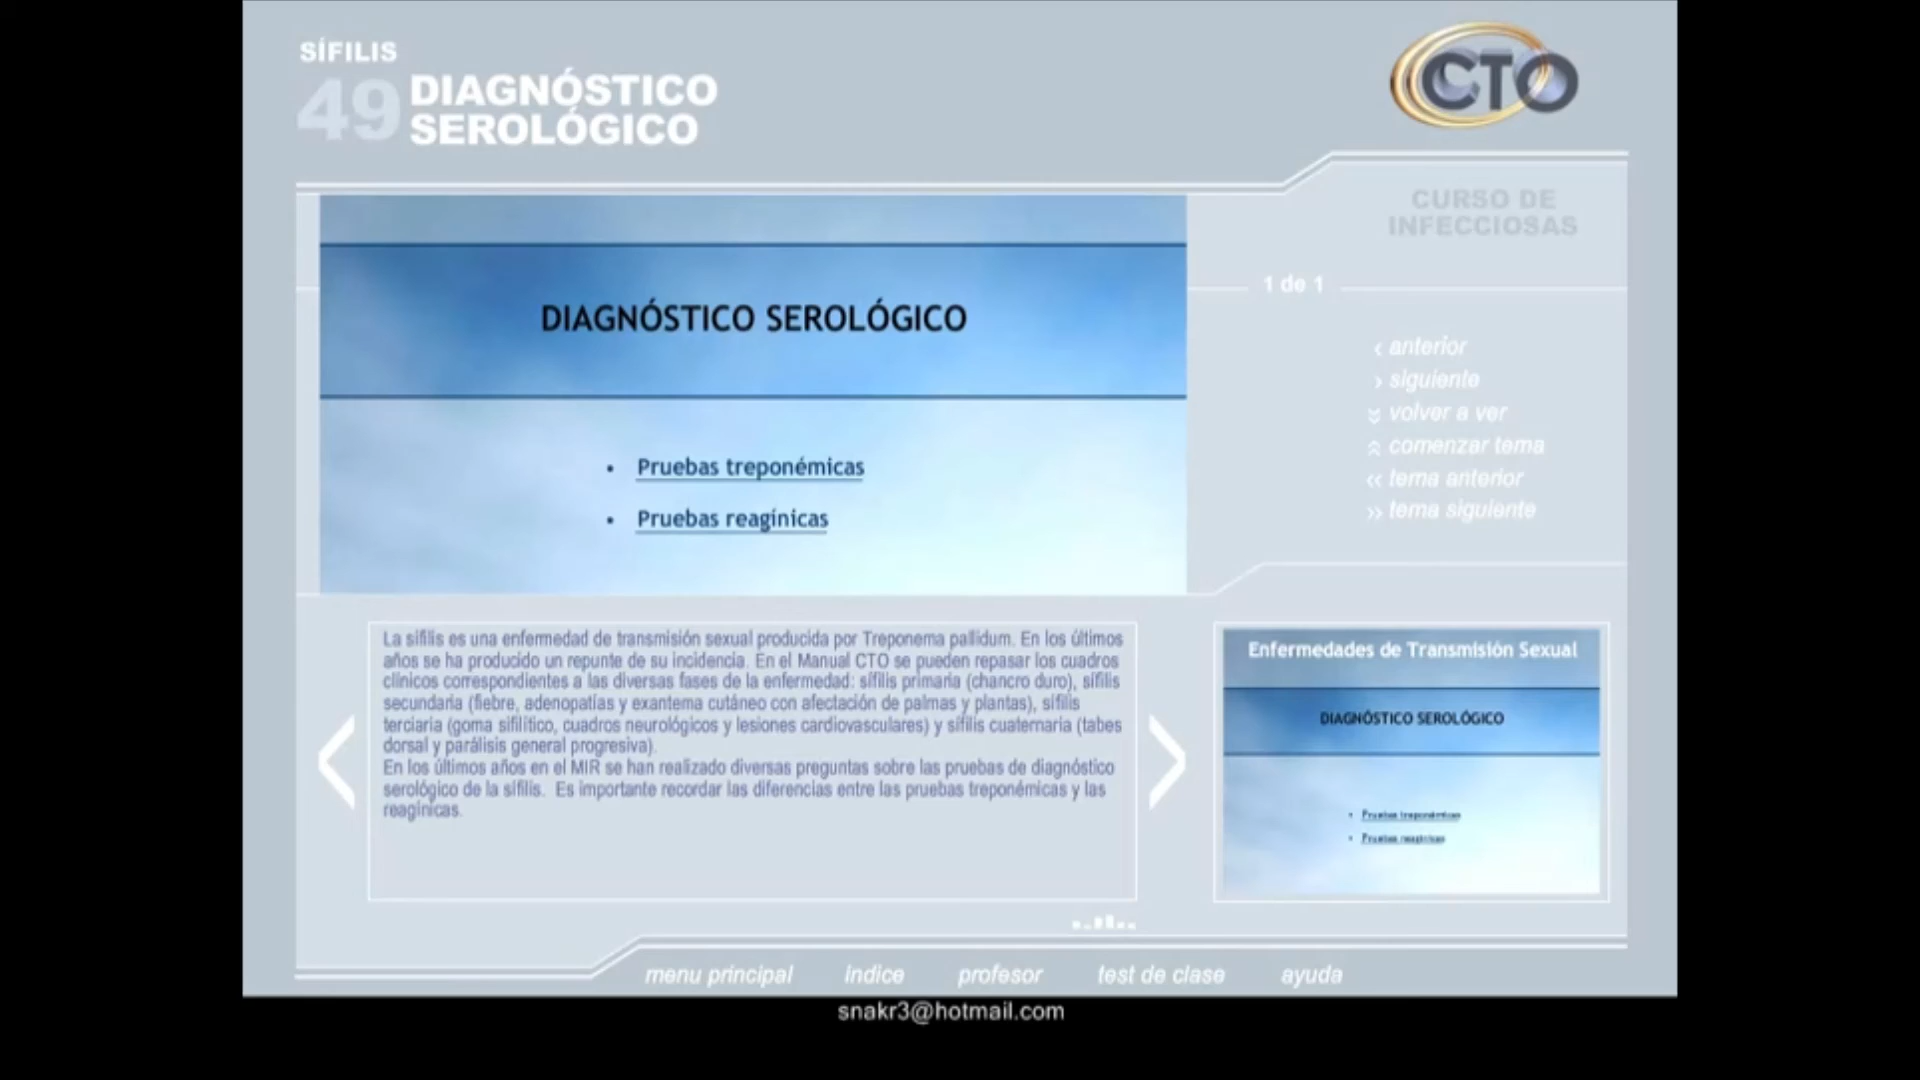 SÍFILIS
49 DIAGNÓSTICO
SEROLÓGICO
CTO
CURSO DE
INFECCIOSAS
1 de 1
DIAGNÓSTICO SEROLÓGICO
• Pruebas treponémicas
• Pruebas reagínicas
‹ anterior
› siguiente
volver a ver
comenzar tema
‹‹ tema anterior
›› tema siguiente
La sífilis es una enfermedad de transmisión sexual producida por Treponema pallidum. En los últimos
años se ha producido un repunte de su incidencia. En el Manual CTO se pueden repasar los cuadros
clínicos correspondientes a las diversas fases de la enfermedad: sífilis primaria (chancro duro), sífilis
secundaria (fiebre, adenopatías y exantema cutáneo con afectación de palmas y plantas), sífilis
terciaria (goma sifilítico, cuadros neurológicos y lesiones cardiovasculares) y sífilis cuaternaria (tabes
dorsal y parálisis general progresiva).
En los últimos años en el MIR se han realizado diversas preguntas sobre las pruebas de diagnóstico
serológico de la sífilis. Es importante recordar las diferencias entre las pruebas treponémicas y las
reagínicas.
Enfermedades de Transmisión Sexual
DIAGNÓSTICO SEROLÓGICO
• Pruebas treponémicas
• Pruebas reagínicas
menu principal
índice
profesor
test de clase
ayuda
snakr3@hotmail.com